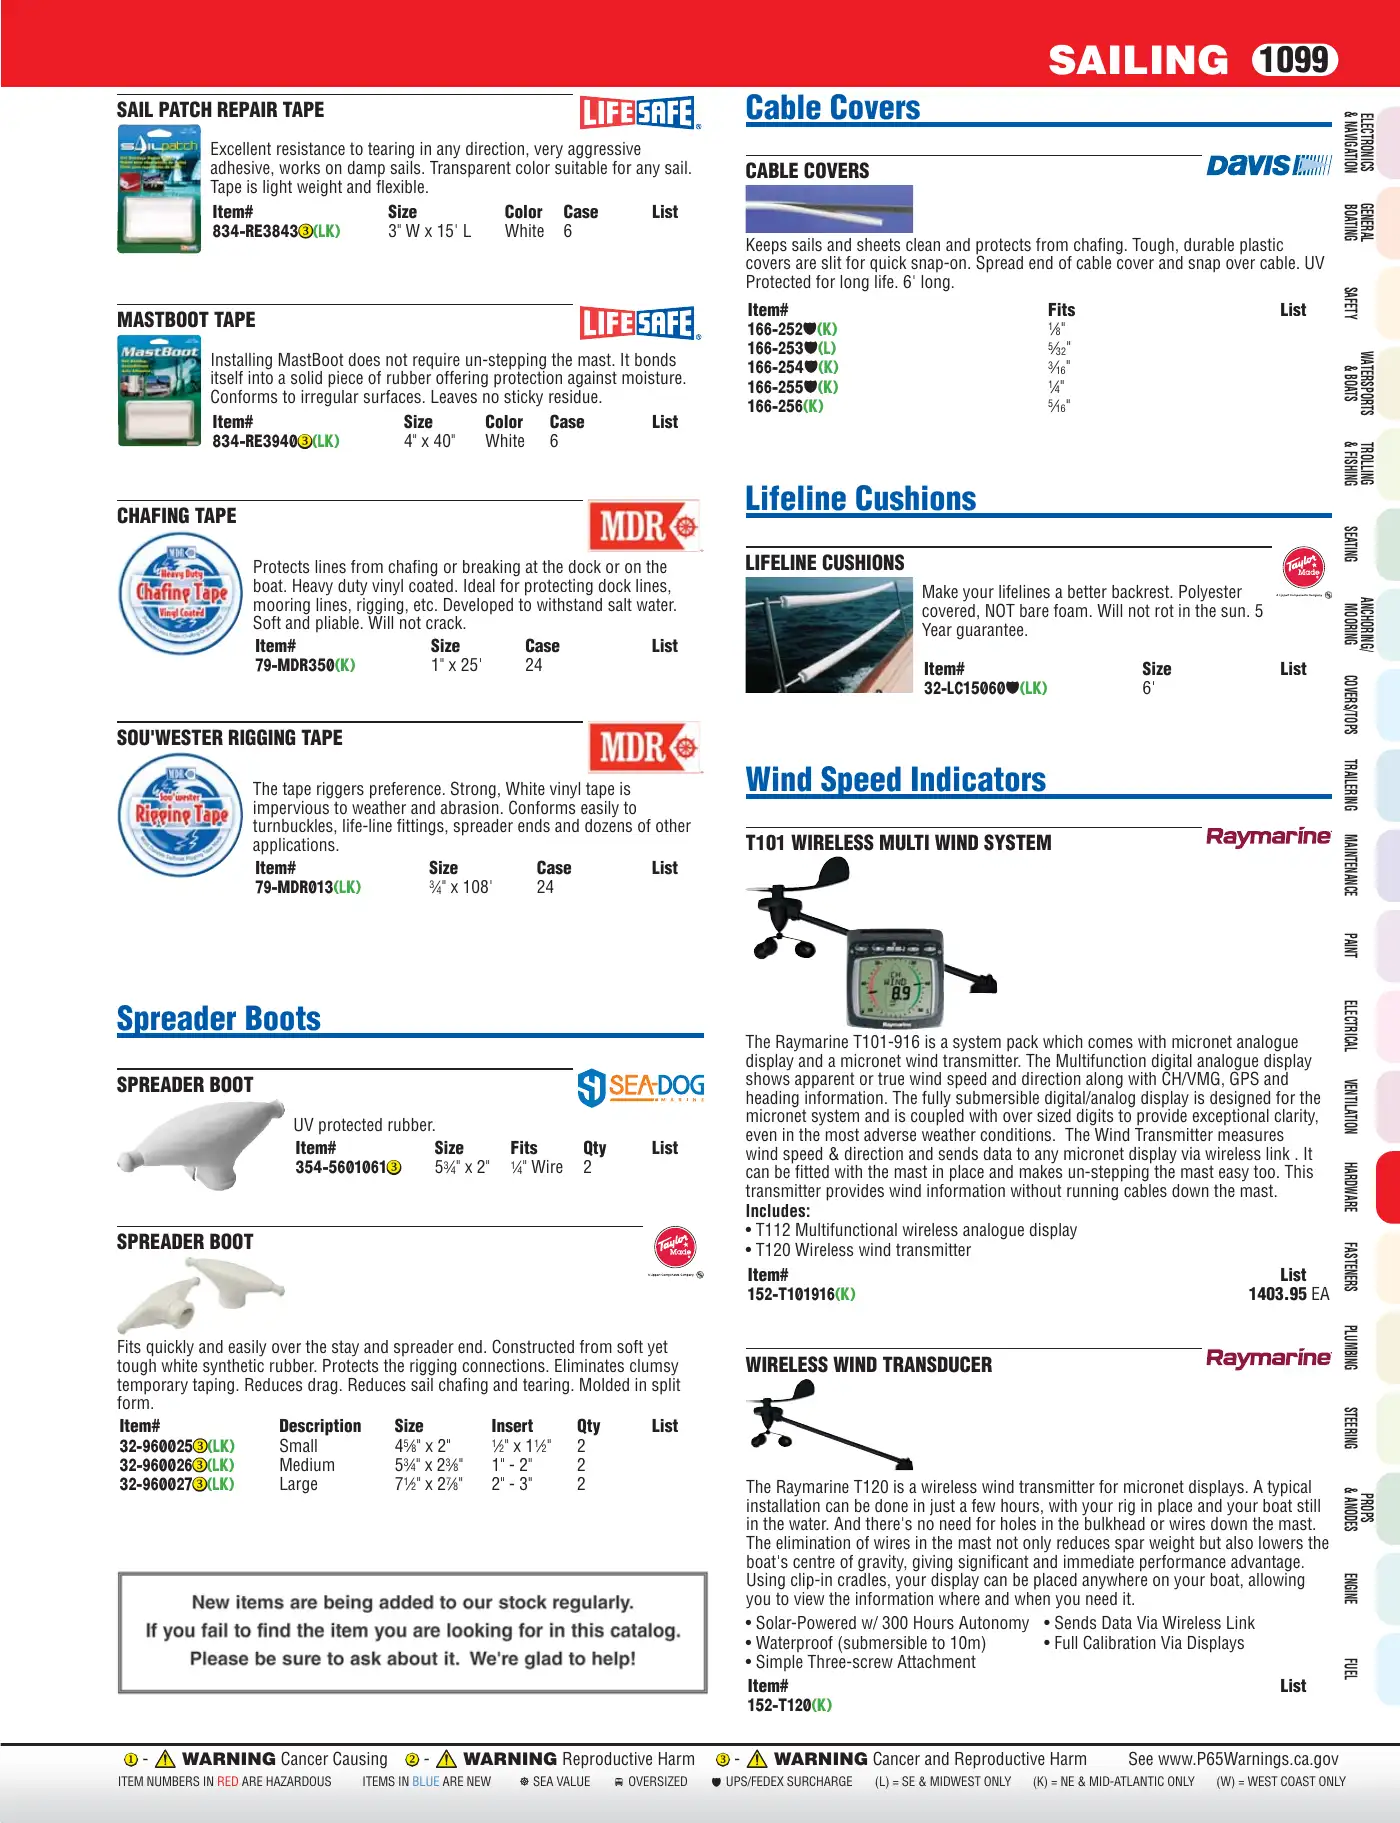 SAILING 1099
SAIL PATCH REPAIR TAPE
LIFE SAFE®
Excellent resistance to tearing in any direction, very aggressive
adhesive, works on damp sails. Transparent color suitable for any sail.
Tape is light weight and flexible.
Item# Size Color Case List
834-RE3843③(LK) 3" W x 15' L White 6
MASTBOOT TAPE
LIFE SAFE®
MastBoot
Installing MastBoot does not require un-stepping the mast. It bonds
itself into a solid piece of rubber offering protection against moisture.
Conforms to irregular surfaces. Leaves no sticky residue.
Item# Size Color Case List
834-RE3940③(LK) 4" x 40" White 6
CHAFING TAPE
MDR
MDR
Heavy Duty
Chafing Tape
Vinyl Coated
Protects lines from chafing or breaking at the dock or on the
boat. Heavy duty vinyl coated. Ideal for protecting dock lines,
mooring lines, rigging, etc. Developed to withstand salt water.
Soft and pliable. Will not crack.
Item# Size Case List
79-MDR350(K) 1" x 25' 24
SOU'WESTER RIGGING TAPE
MDR
MDR
Sou'wester
Rigging Tape
The tape riggers preference. Strong, White vinyl tape is
impervious to weather and abrasion. Conforms easily to
turnbuckles, life-line fittings, spreader ends and dozens of other
applications.
Item# Size Case List
79-MDR013(LK) ¾" x 108' 24
Spreader Boots
SPREADER BOOT
SEA-DOG
MARINE
UV protected rubber.
Item# Size Fits Qty List
354-5601061③ 5¾" x 2" ¼" Wire 2
SPREADER BOOT
Taylor Made
Fits quickly and easily over the stay and spreader end. Constructed from soft yet
tough white synthetic rubber. Protects the rigging connections. Eliminates clumsy
temporary taping. Reduces drag. Reduces sail chafing and tearing. Molded in split
form.
Item# Description Size Insert Qty List
32-960025③(LK) Small 4⅝" x 2" ½" x 1½" 2
32-960026③(LK) Medium 5¾" x 2⅜" 1" - 2" 2
32-960027③(LK) Large 7½" x 2⅞" 2" - 3" 2
New items are being added to our stock regularly.
If you fail to find the item you are looking for in this catalog.
Please be sure to ask about it. We're glad to help!
Cable Covers
CABLE COVERS
DAVIS
Keeps sails and sheets clean and protects from chafing. Tough, durable plastic
covers are slit for quick snap-on. Spread end of cable cover and snap over cable. UV
Protected for long life. 6' long.
Item# Fits List
166-252(K) ⅛"
166-253(L) 5⁄32"
166-254(K) 3⁄16"
166-255(K) ¼"
166-256(K) 5⁄16"
Lifeline Cushions
LIFELINE CUSHIONS
Taylor Made
Make your lifelines a better backrest. Polyester
covered, NOT bare foam. Will not rot in the sun. 5
Year guarantee.
Item# Size List
32-LC15060(LK) 6'
Wind Speed Indicators
T101 WIRELESS MULTI WIND SYSTEM
Raymarine
CH
WIND
8.9
Raymarine
The Raymarine T101-916 is a system pack which comes with micronet analogue
display and a micronet wind transmitter. The Multifunction digital analogue display
shows apparent or true wind speed and direction along with CH/VMG, GPS and
heading information. The fully submersible digital/analog display is designed for the
micronet system and is coupled with over sized digits to provide exceptional clarity,
even in the most adverse weather conditions. The Wind Transmitter measures
wind speed & direction and sends data to any micronet display via wireless link . It
can be fitted with the mast in place and makes un-stepping the mast easy too. This
transmitter provides wind information without running cables down the mast.
Includes:
• T112 Multifunctional wireless analogue display
• T120 Wireless wind transmitter
Item# List
152-T101916(K) 1403.95 EA
WIRELESS WIND TRANSDUCER
Raymarine
The Raymarine T120 is a wireless wind transmitter for micronet displays. A typical
installation can be done in just a few hours, with your rig in place and your boat still
in the water. And there's no need for holes in the bulkhead or wires down the mast.
The elimination of wires in the mast not only reduces spar weight but also lowers the
boat's centre of gravity, giving significant and immediate performance advantage.
Using clip-in cradles, your display can be placed anywhere on your boat, allowing
you to view the information where and when you need it.
• Solar-Powered w/ 300 Hours Autonomy • Sends Data Via Wireless Link
• Waterproof (submersible to 10m) • Full Calibration Via Displays
• Simple Three-screw Attachment
Item# List
152-T120(K)
ELECTRONICS
& NAVIGATION
GENERAL
BOATING
SAFETY
WATERSPORTS
& BOATS
TROLLING
& FISHING
SEATING
ANCHORING/
MOORING
COVERS/TOPS
TRAILERING
MAINTENANCE
PAINT
ELECTRICAL
VENTILATION
HARDWARE
FASTENERS
PLUMBING
STEERING
PROPS
& ANODES
ENGINE
FUEL
① - WARNING Cancer Causing ② - WARNING Reproductive Harm ③ - WARNING Cancer and Reproductive Harm See www.P65Warnings.ca.gov
ITEM NUMBERS IN RED ARE HAZARDOUS ITEMS IN BLUE ARE NEW SEA VALUE OVERSIZED UPS/FEDEX SURCHARGE (L) = SE & MIDWEST ONLY (K) = NE & MID-ATLANTIC ONLY (W) = WEST COAST ONLY